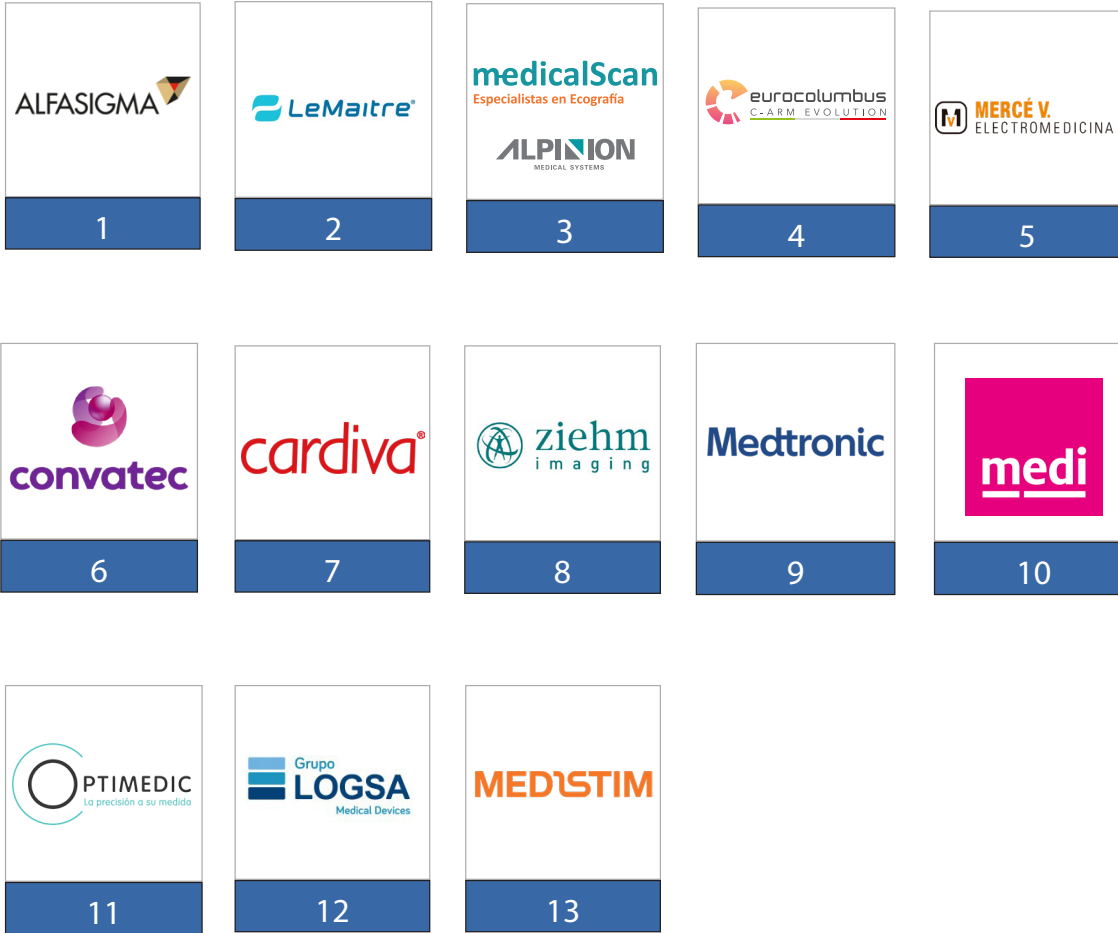 ALFASIGMA
1
LeMaitre®
2
medicalScan
Especialistas en Ecografía
ALPINION
MEDICAL SYSTEMS
3
eurocolumbus
C-ARM EVOLUTION
4
M
MERCÉ V.
ELECTROMEDICINA
5
convatec
6
cardiva®
7
ziehm
imaging
8
Medtronic
9
medi
10
OPTIMEDIC
La precisión a su medida
11
Grupo
LOGSA
Medical Devices
12
MEDISTIM
13